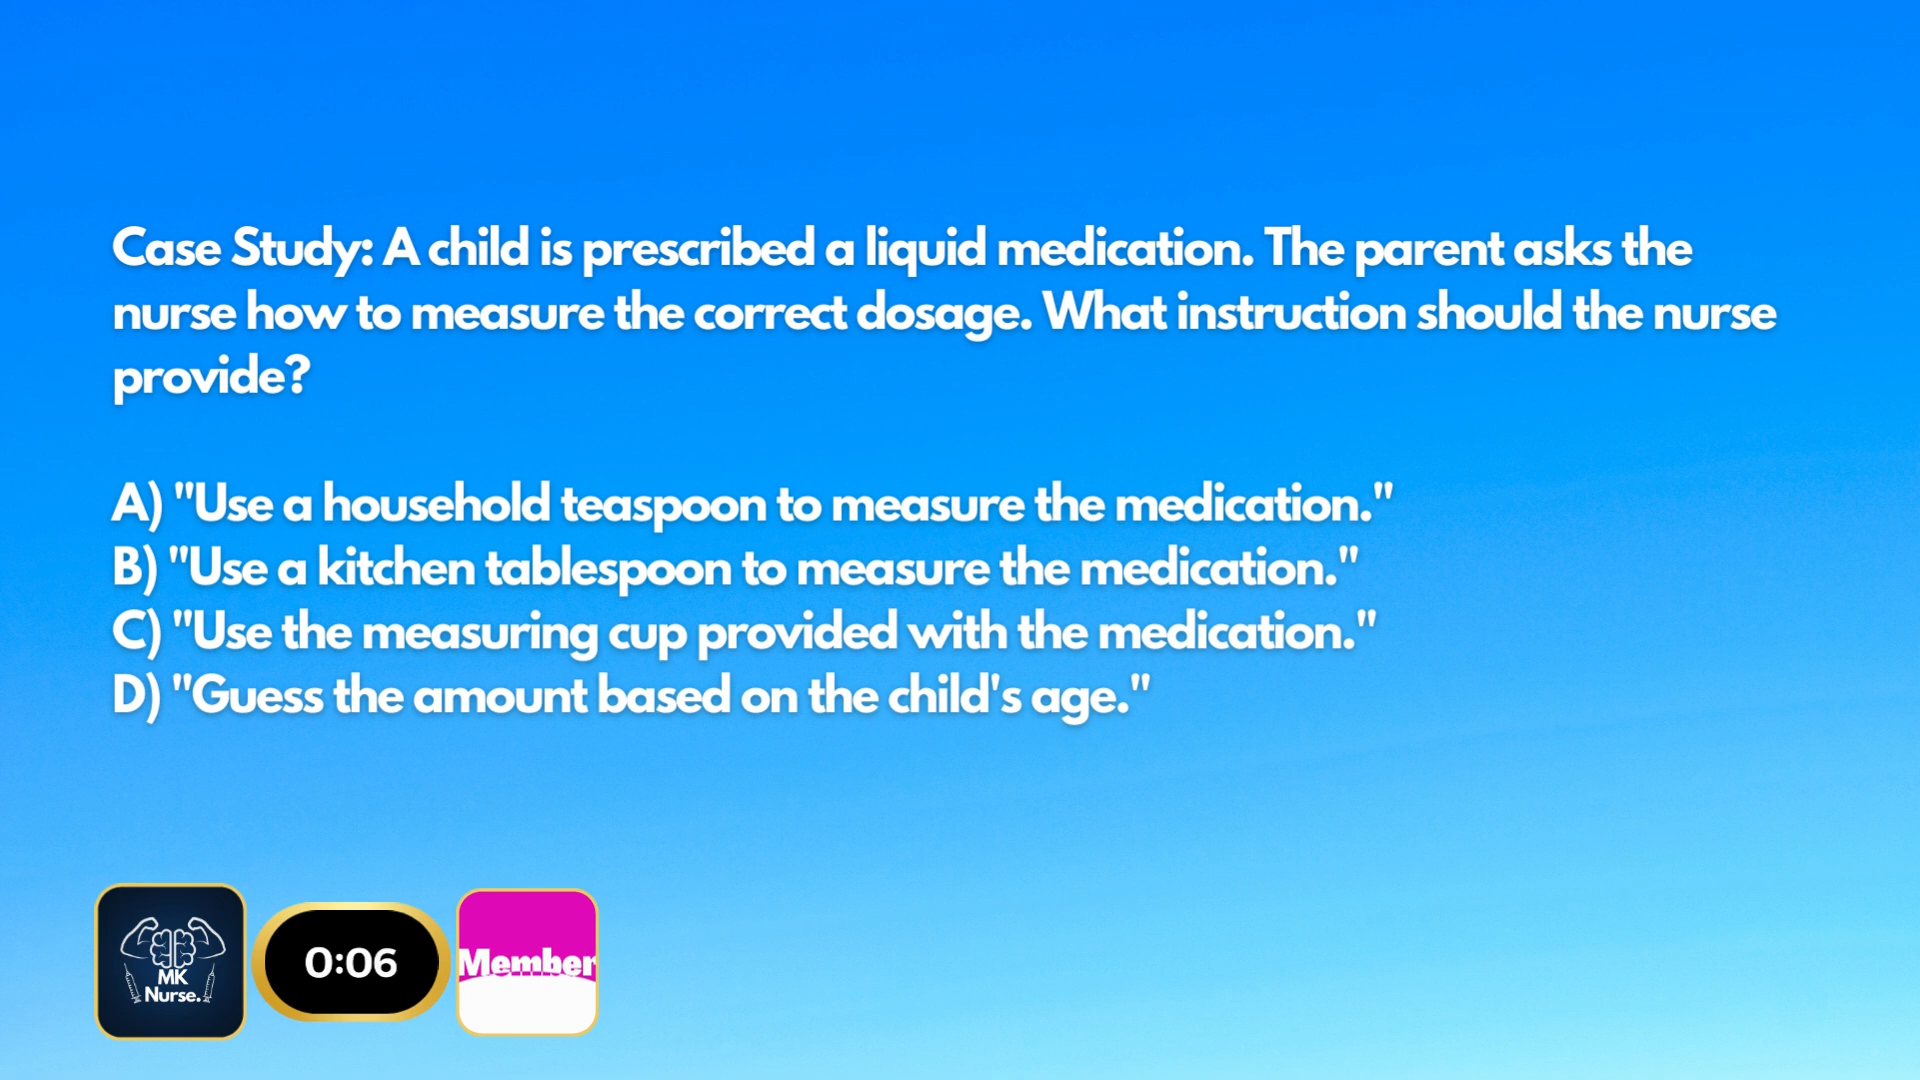 Case Study: A child is prescribed a liquid medication. The parent asks the
nurse how to measure the correct dosage. What instruction should the nurse
provide?
A) "Use a household teaspoon to measure the medication."
B) "Use a kitchen tablespoon to measure the medication."
C) "Use the measuring cup provided with the medication."
D) "Guess the amount based on the child's age."
MK
Nurse.
0:06
Member